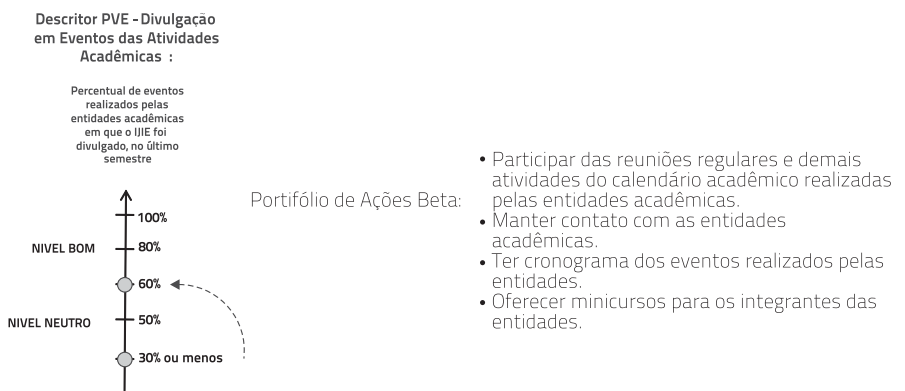 Descritor PVE - Divulgação
em Eventos das Atividades
Acadêmicas :
Percentual de eventos
realizados pelas
entidades acadêmicas
em que o IJIE foi
divulgado, no último
semestre
100%
NIVEL BOM
80%
60%
NIVEL NEUTRO
50%
30% ou menos
Portifólio de Ações Beta:
• Participar das reuniões regulares e demais
atividades do calendário acadêmico realizadas
pelas entidades acadêmicas.
• Manter contato com as entidades
acadêmicas.
• Ter cronograma dos eventos realizados pelas
entidades.
• Oferecer minicursos para os integrantes das
entidades.